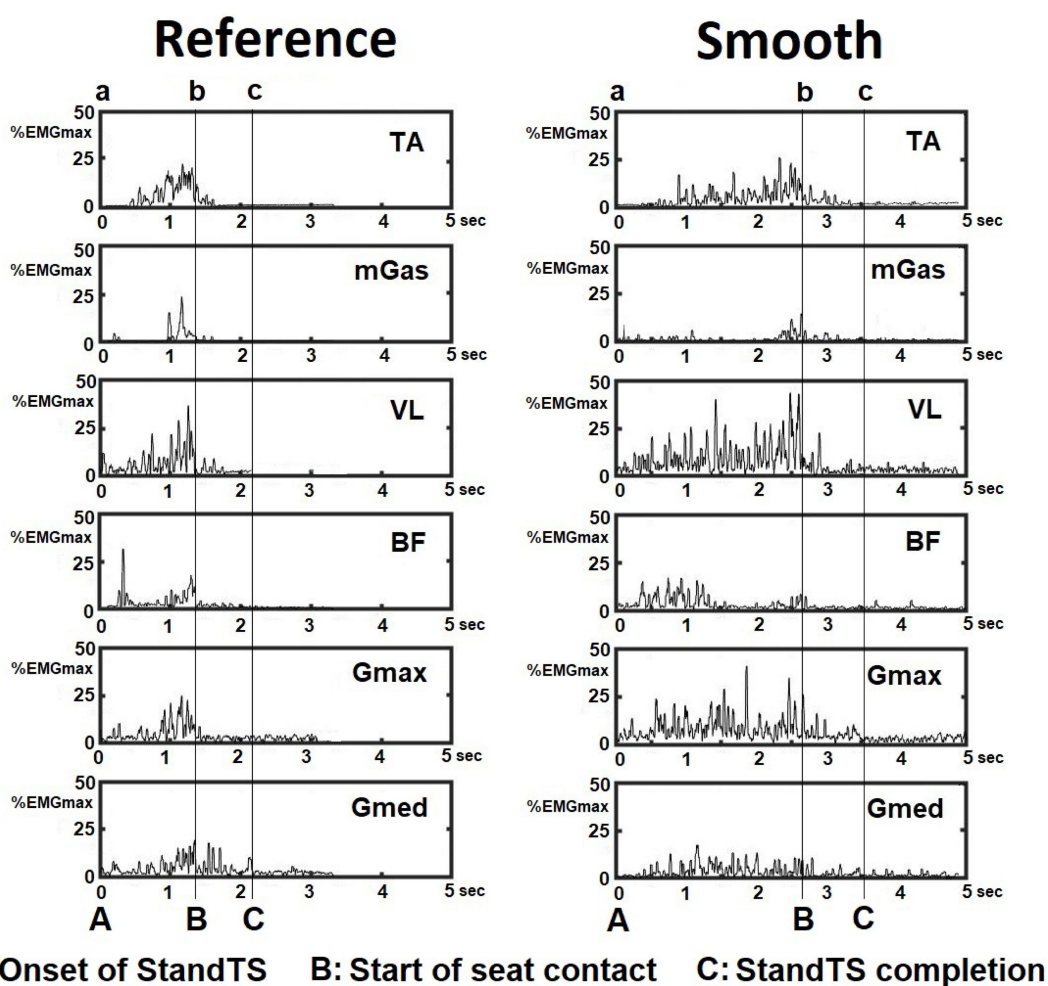 Reference Smooth
a b c a b c
50 TA 50 TA
%EMGmax %EMGmax
25 25
0 0
0 1 2 3 4 5 sec 0 1 2 3 4 5 sec
50 mGas 50 mGas
%EMGmax %EMGmax
25 25
0 0
0 1 2 3 4 5 sec 0 1 2 3 4 5 sec
50 VL 50 VL
%EMGmax %EMGmax
25 25
0 0
0 1 2 3 4 5 sec 0 1 2 3 4 5 sec
50 BF 50 BF
%EMGmax %EMGmax
25 25
0 0
0 1 2 3 4 5 sec 0 1 2 3 4 5 sec
50 Gmax 50 Gmax
%EMGmax %EMGmax
25 25
0 0
0 1 2 3 4 5 sec 0 1 2 3 4 5 sec
50 Gmed 50 Gmed
%EMGmax %EMGmax
25 25
0 0
0 1 2 3 4 5 sec 0 1 2 3 4 5 sec
A B C A B C
Onset of StandTS B: Start of seat contact C: StandTS completion